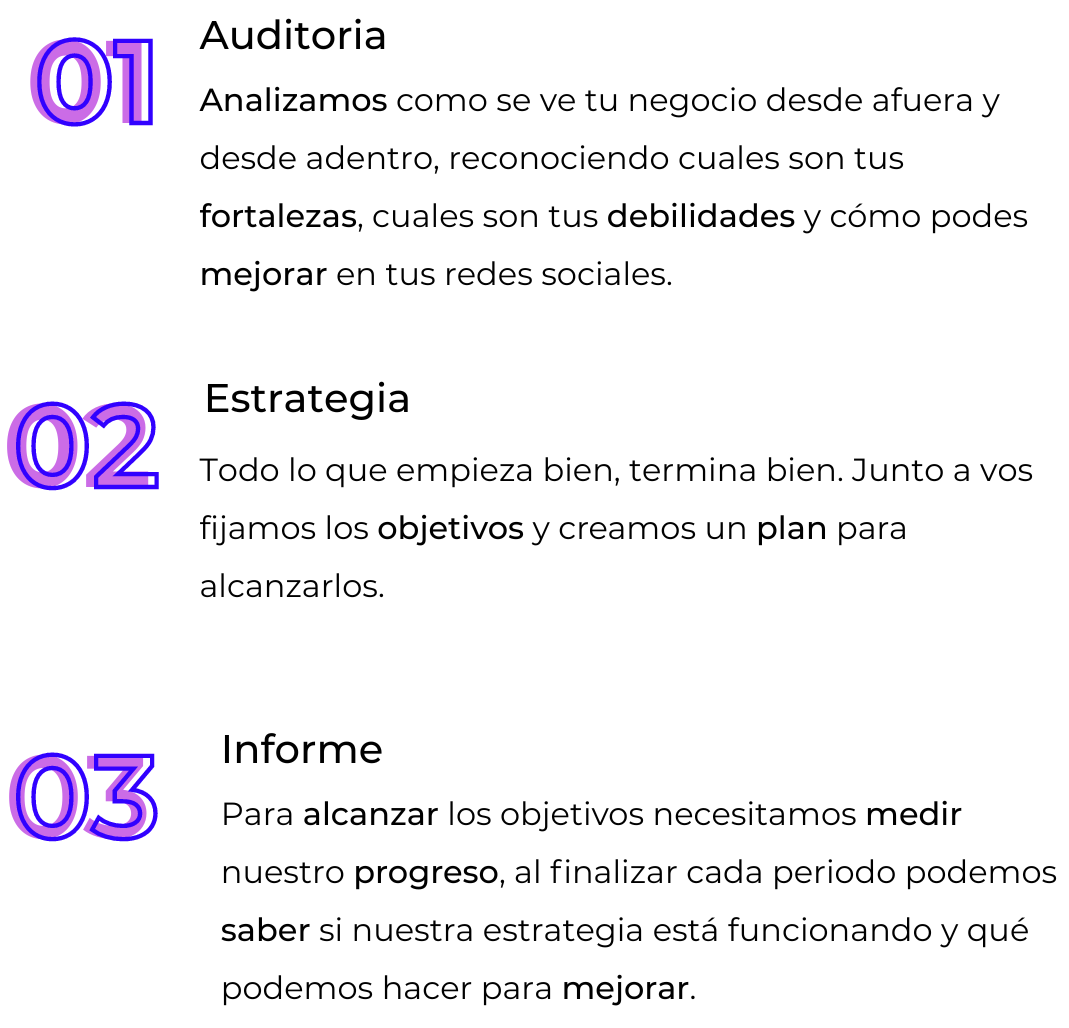 01
Auditoria
Analizamos como se ve tu negocio desde afuera y
desde adentro, reconociendo cuales son tus
fortalezas, cuales son tus debilidades y cómo podes
mejorar en tus redes sociales.
02
Estrategia
Todo lo que empieza bien, termina bien. Junto a vos
fijamos los objetivos y creamos un plan para
alcanzarlos.
03
Informe
Para alcanzar los objetivos necesitamos medir
nuestro progreso, al finalizar cada periodo podemos
saber si nuestra estrategia está funcionando y qué
podemos hacer para mejorar.